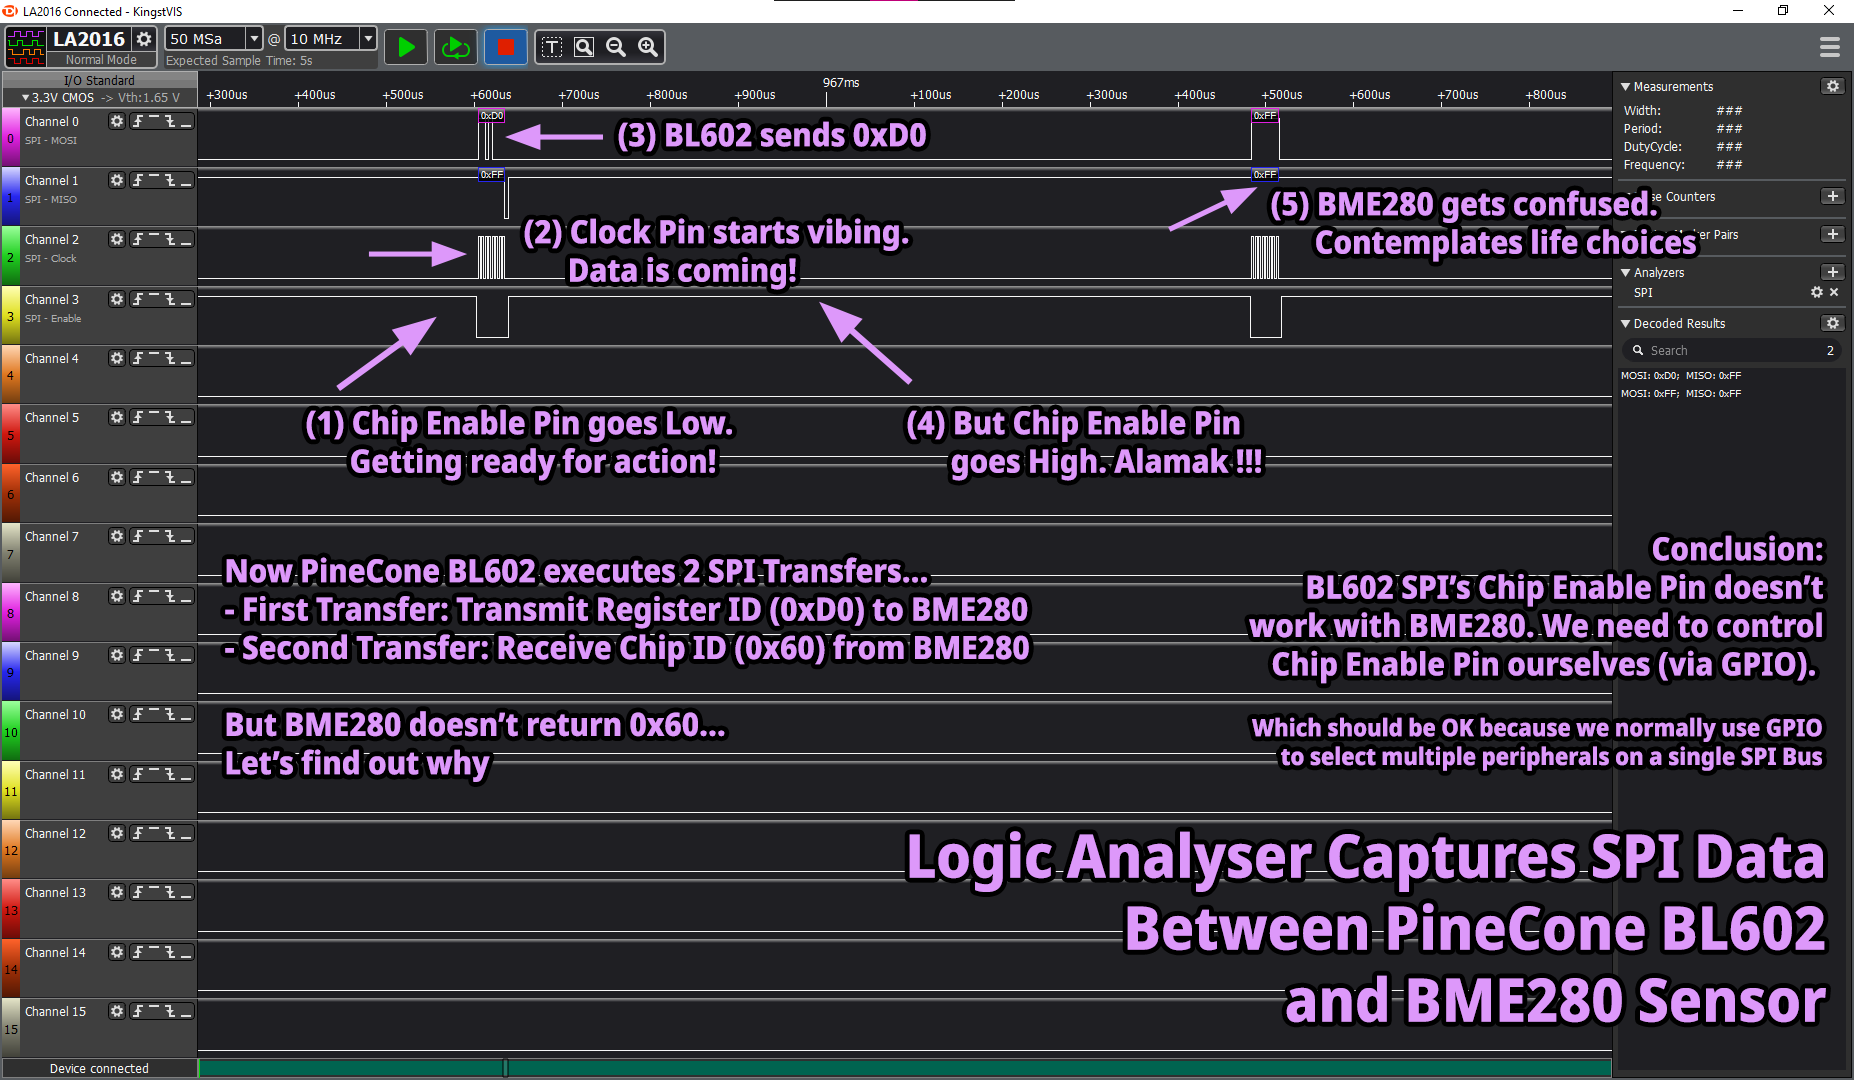 LA2016 Connected - KingstVIS
LA2016
Normal Mode
50 MSa @ 10 MHz
Expected Sample Time: 5s
I/O Standard
3.3V CMOS -> Vth:1.65 V
967ms
+300us +400us +500us +600us +700us +800us +900us +100us +200us +300us +400us +500us +600us +700us +800us
0 Channel 0
SPI - MOSI
0xD0
0xFF
(3) BL602 sends 0xD0
1 Channel 1
SPI - MISO
0xFF
0xFF
(5) BME280 gets confused.
Contemplates life choices
2 Channel 2
SPI - Clock
(2) Clock Pin starts vibing.
Data is coming!
3 Channel 3
SPI - Enable
4 Channel 4
(1) Chip Enable Pin goes Low.
Getting ready for action!
(4) But Chip Enable Pin
goes High. Alamak !!!
5 Channel 5
6 Channel 6
7 Channel 7
8 Channel 8
9 Channel 9
10 Channel 10
11 Channel 11
12 Channel 12
13 Channel 13
14 Channel 14
15 Channel 15
Now PineCone BL602 executes 2 SPI Transfers...
- First Transfer: Transmit Register ID (0xD0) to BME280
- Second Transfer: Receive Chip ID (0x60) from BME280
But BME280 doesn't return 0x60...
Let's find out why
Measurements
Width: ###
Period: ###
DutyCycle: ###
Frequency: ###
Counters
Pairs
Analyzers
SPI
Decoded Results
Search 2
MOSI: 0xD0; MISO: 0xFF
MOSI: 0xFF; MISO: 0xFF
Conclusion:
BL602 SPI's Chip Enable Pin doesn't
work with BME280. We need to control
Chip Enable Pin ourselves (via GPIO).
Which should be OK because we normally use GPIO
to select multiple peripherals on a single SPI Bus
Logic Analyser Captures SPI Data
Between PineCone BL602
and BME280 Sensor
Device connected